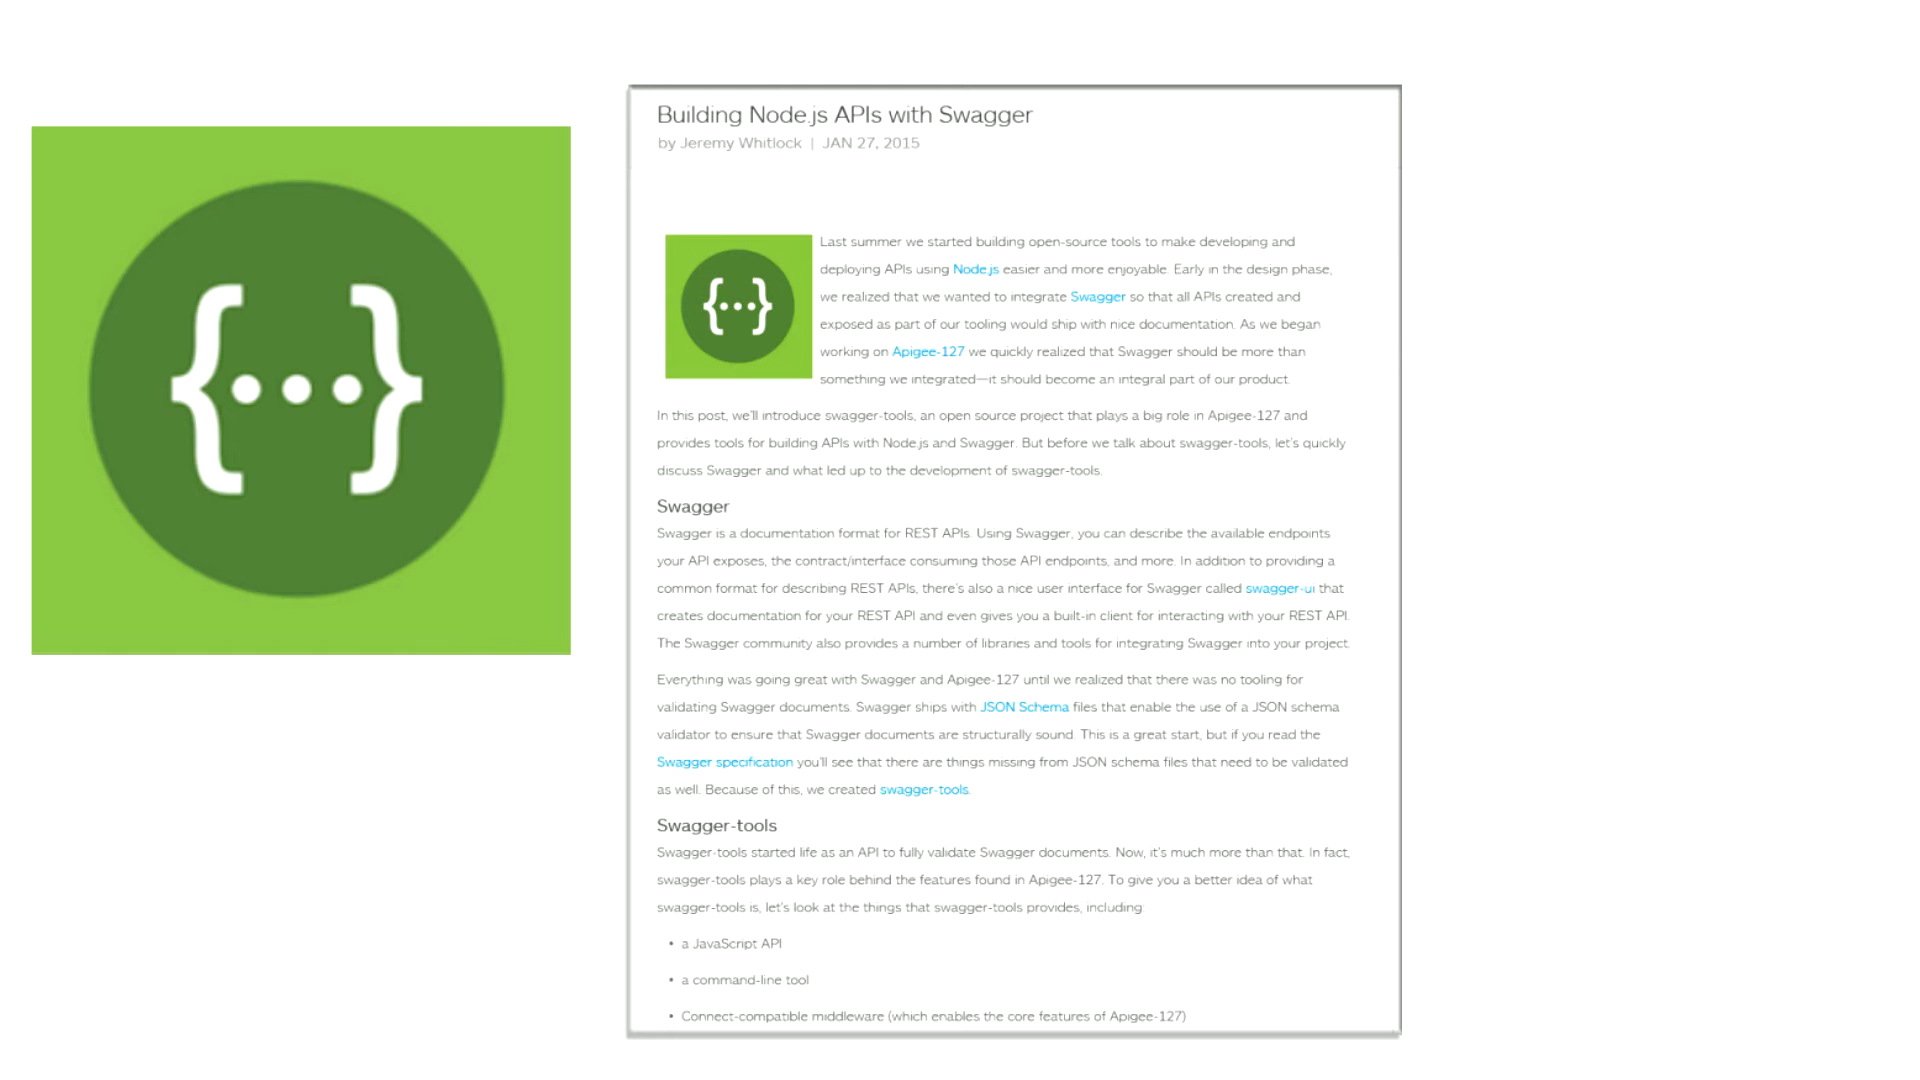 {...}
Building Node.js APIs with Swagger
by Jeremy Whitlock | JAN 27, 2015
{...}
Last summer we started building open-source tools to make developing and
deploying APIs using Node.js easier and more enjoyable. Early in the design phase,
we realized that we wanted to integrate Swagger so that all APIs created and
exposed as part of our tooling would ship with nice documentation. As we began
working on Apigee-127 we quickly realized that Swagger should be more than
something we integrated—it should become an integral part of our product.
In this post, we'll introduce swagger-tools, an open source project that plays a big role in Apigee-127 and
provides tools for building APIs with Node.js and Swagger. But before we talk about swagger-tools, let's quickly
discuss Swagger and what led up to the development of swagger-tools.
Swagger
Swagger is a documentation format for REST APIs. Using Swagger, you can describe the available endpoints
your API exposes, the contract/interface consuming those API endpoints, and more. In addition to providing a
common format for describing REST APIs, there's also a nice user interface for Swagger called swagger-ui that
creates documentation for your REST API and even gives you a built-in client for interacting with your REST API.
The Swagger community also provides a number of libraries and tools for integrating Swagger into your project.
Everything was going great with Swagger and Apigee-127 until we realized that there was no tooling for
validating Swagger documents. Swagger ships with JSON Schema files that enable the use of a JSON schema
validator to ensure that Swagger documents are structurally sound. This is a great start, but if you read the
Swagger specification you'll see that there are things missing from JSON schema files that need to be validated
as well. Because of this, we created swagger-tools.
Swagger-tools
Swagger-tools started life as an API to fully validate Swagger documents. Now, it's much more than that. In fact,
swagger-tools plays a key role behind the features found in Apigee-127. To give you a better idea of what
swagger-tools is, let's look at the things that swagger-tools provides, including:
• a JavaScript API
• a command-line tool
• Connect-compatible middleware (which enables the core features of Apigee-127)